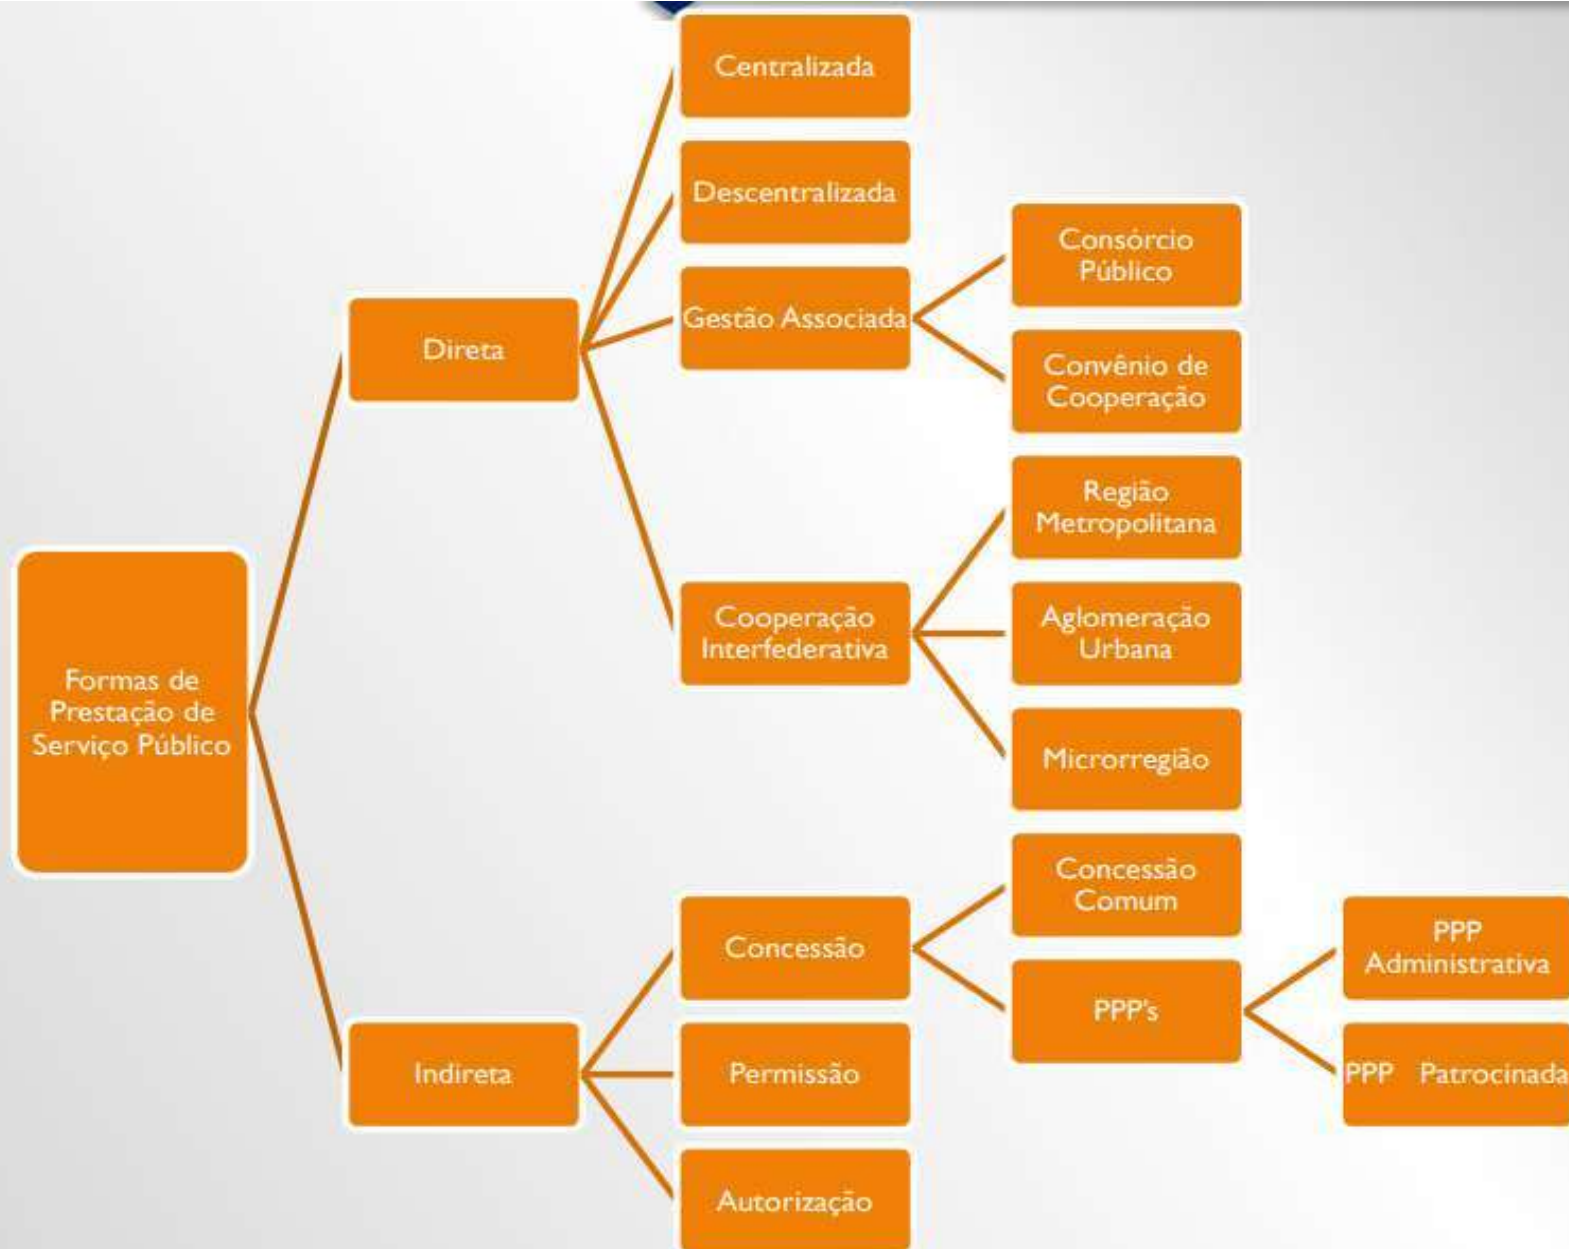 Formas de
Prestação de
Serviço Público
Direta
Centralizada
Descentralizada
Gestão Associada
Consórcio
Público
Convênio de
Cooperação
Cooperação
Interfederativa
Região
Metropolitana
Aglomeração
Urbana
Microrregião
Indireta
Concessão
Concessão
Comum
PPP's
PPP
Administrativa
PPP Patrocinada
Permissão
Autorização